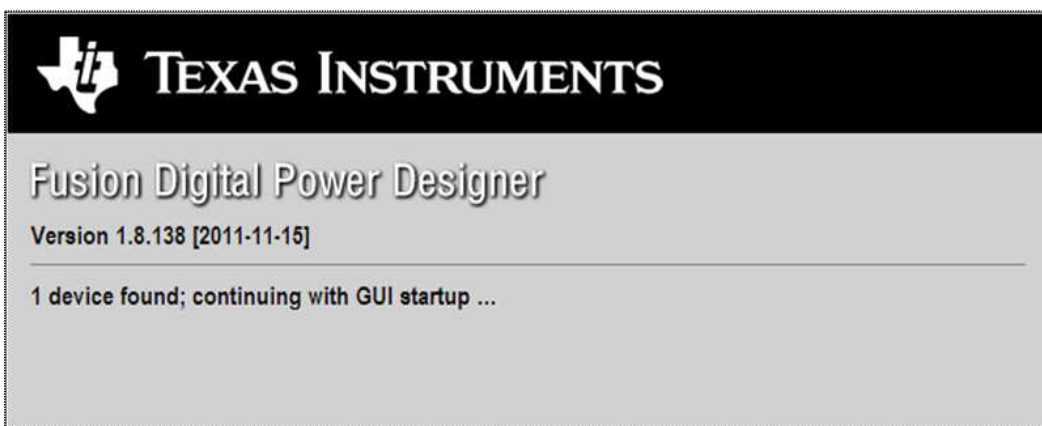 TEXAS INSTRUMENTS
Fusion Digital Power Designer
Version 1.8.138 [2011-11-15]
1 device found; continuing with GUI startup ...